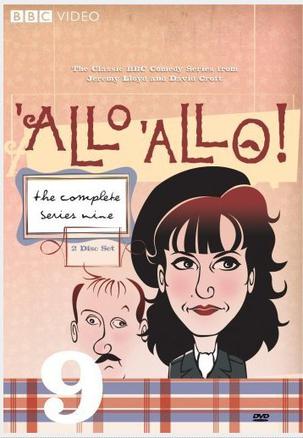 BBC VIDEO
The Classic BBC Comedy Series from
Jeremy Lloyd and David Croft
'ALLO 'ALLO!
the complete
series nine
2 Disc Set
9
DVD